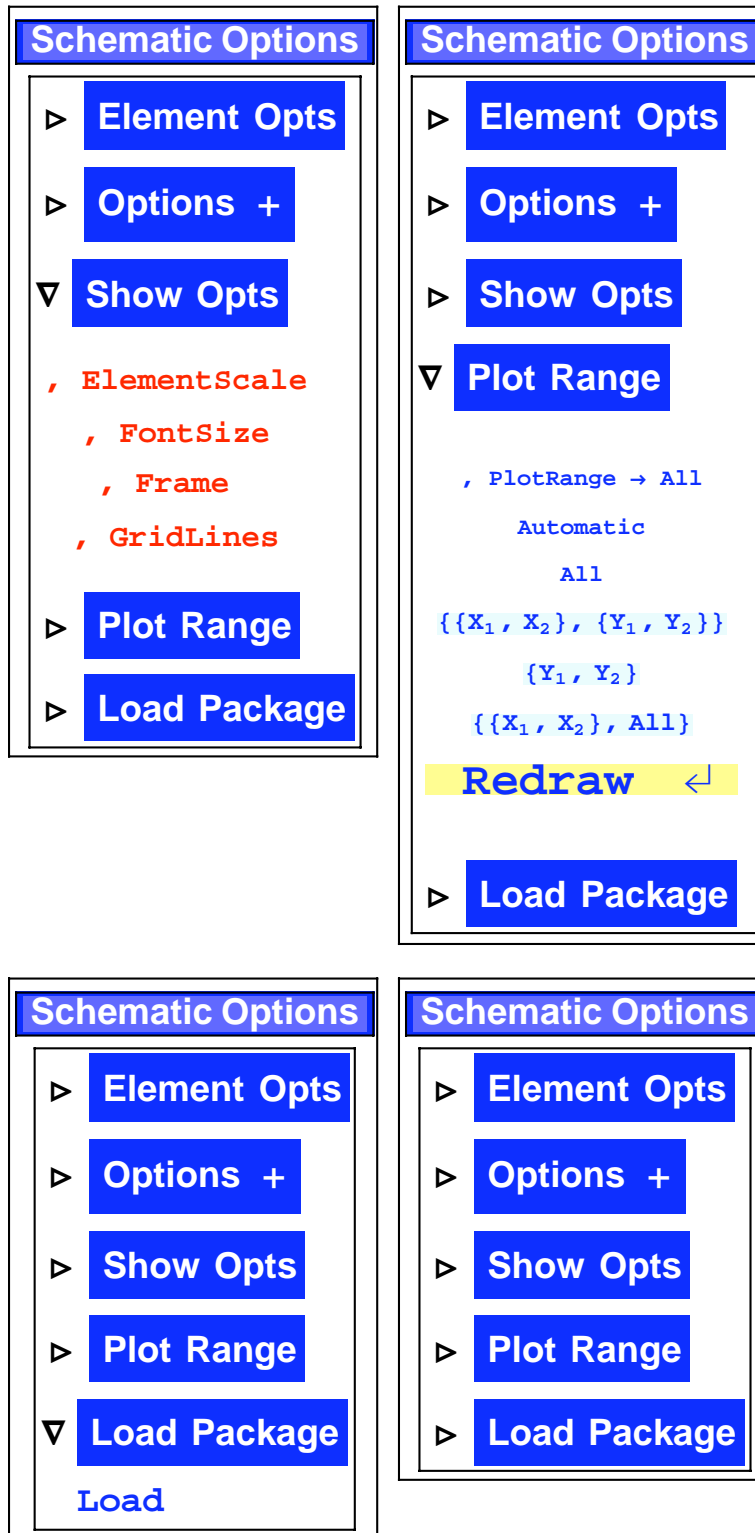 Schematic Options
▷ Element Opts
▷ Options +
▽ Show Opts
, ElementScale
, FontSize
, Frame
, GridLines
▷ Plot Range
▷ Load Package
Schematic Options
▷ Element Opts
▷ Options +
▷ Show Opts
▽ Plot Range
, PlotRange → All
Automatic
All
{{X₁, X₂}, {Y₁, Y₂}}
{Y₁, Y₂}
{{X₁, X₂}, All}
Redraw ↵
▷ Load Package
Schematic Options
▷ Element Opts
▷ Options +
▷ Show Opts
▷ Plot Range
▽ Load Package
Load
Schematic Options
▷ Element Opts
▷ Options +
▷ Show Opts
▷ Plot Range
▷ Load Package